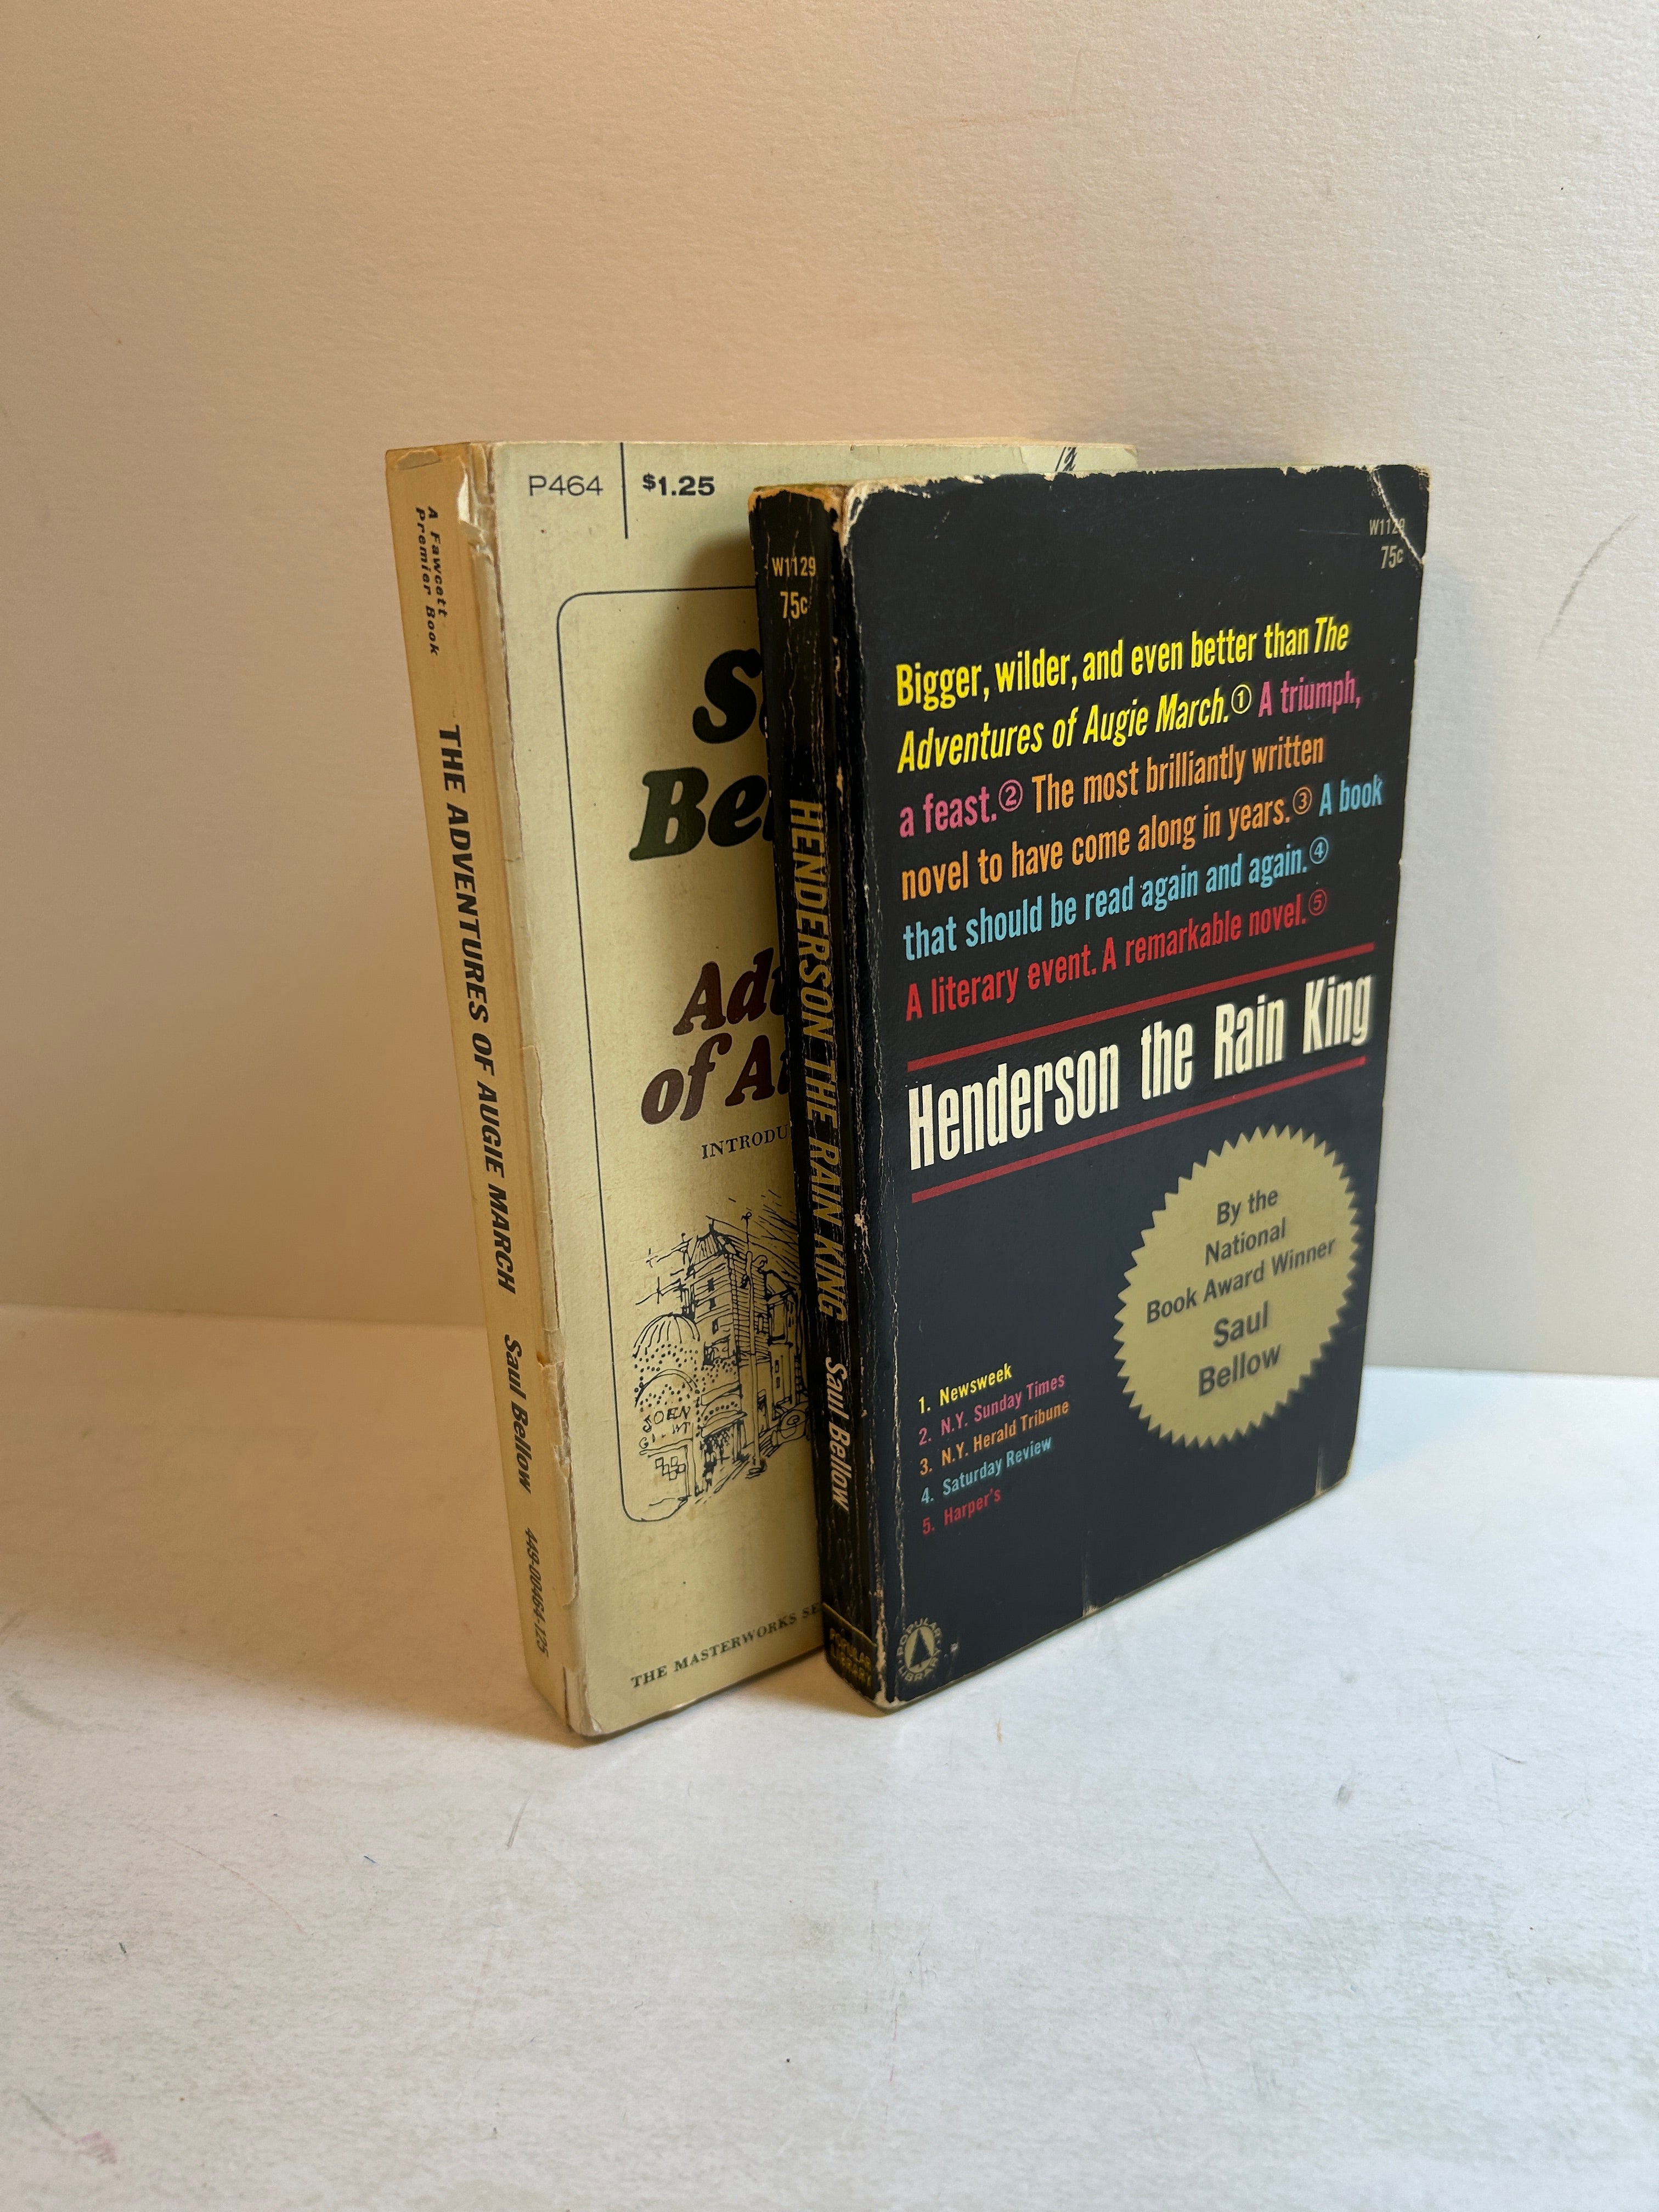 A Fawcett
Premier Book
THE ADVENTURES OF AUGIE MARCH Saul Bellow 449-00464-125
P464 $1.25
of
INTRODU
THE MASTERWORKS SE
W1129
75c
HENDERSON THE RAIN KING Saul Bellow
POPULAR
LIBRARY
W1129
75c
Bigger, wilder, and even better than The
Adventures of Augie March.① A triumph,
a feast.② The most brilliantly written
novel to have come along in years.③ A book
that should be read again and again.④
A literary event. A remarkable novel.⑤
Henderson the Rain King
By the
National
Book Award Winner
Saul
Bellow
1. Newsweek
2. N.Y. Sunday Times
3. N.Y. Herald Tribune
4. Saturday Review
5. Harper's
POPULAR LIBRARY